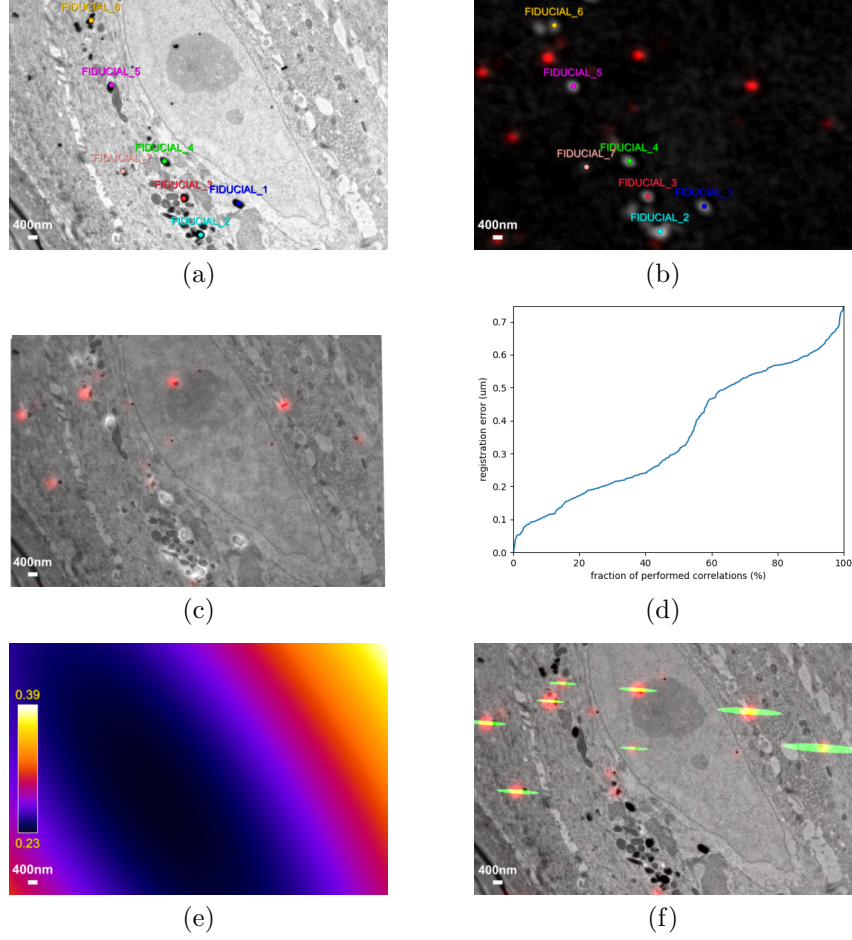 FIDUCIAL_6
FIDUCIAL_5
FIDUCIAL_4
FIDUCIAL_7
FIDUCIAL_3
FIDUCIAL_1
FIDUCIAL_2
400nm
(a)
FIDUCIAL_6
FIDUCIAL_5
FIDUCIAL_4
FIDUCIAL_7
FIDUCIAL_3
FIDUCIAL_1
FIDUCIAL_2
400nm
(b)
400nm
(c)
registration error (um)
0.7
0.6
0.5
0.4
0.3
0.2
0.1
0.0
0 20 40 60 80 100
fraction of performed correlations (%)
(d)
0.39
0.23
400nm
(e)
400nm
(f)